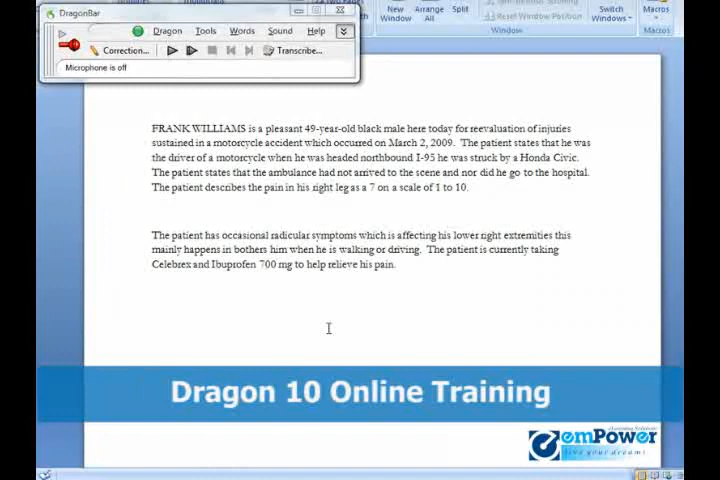 DragonBar
New Window
Arrange All
Split
Reset Window Position
Switch Windows
Macros
Window
Macros
Dragon Tools Words Sound Help
Correction... Transcribe...
Microphone is off
FRANK WILLIAMS is a pleasant 49-year-old black male here today for reevaluation of injuries
sustained in a motorcycle accident which occurred on March 2, 2009. The patient states that he was
the driver of a motorcycle when he was headed northbound I-95 he was struck by a Honda Civic.
The patient states that the ambulance had not arrived to the scene and nor did he go to the hospital.
The patient describes the pain in his right leg as a 7 on a scale of 1 to 10.
The patient has occasional radicular symptoms which is affecting his lower right extremities this
mainly happens in bothers him when he is walking or driving. The patient is currently taking
Celebrex and Ibuprofen 700 mg to help relieve his pain.
Dragon 10 Online Training
emPower
live your dreams